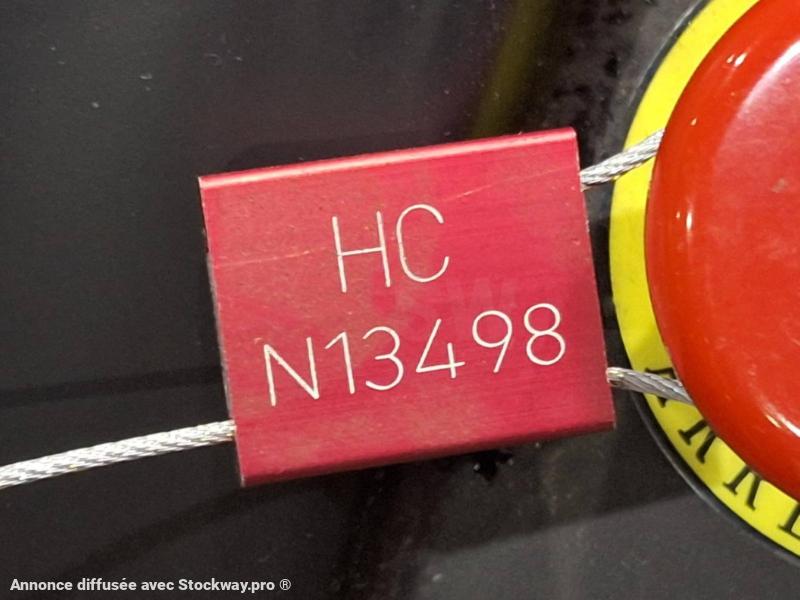 HC
N13498
Annonce diffusée avec Stockway.pro ®